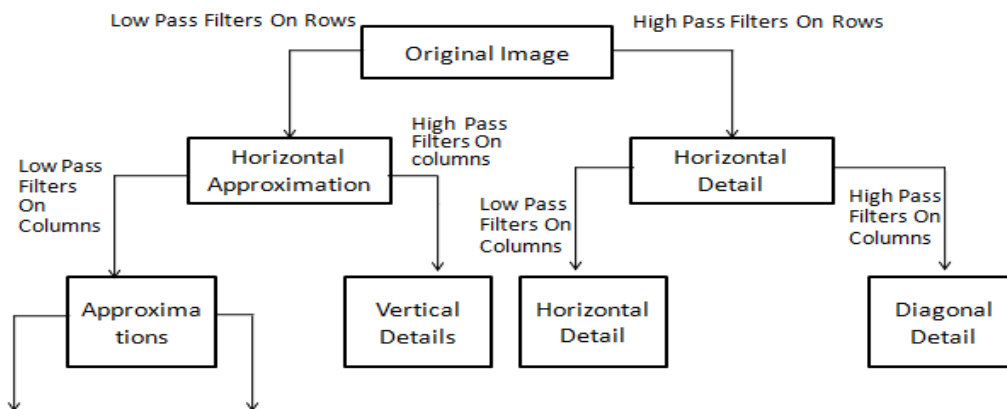 Low Pass Filters On Rows
High Pass Filters On Rows
Original Image
High Pass
Filters On
columns
Low Pass
Filters
On
Columns
Horizontal
Approximation
Horizontal
Detail
Low Pass
Filters On
Columns
High Pass
Filters On
Columns
Approxima
tions
Vertical
Details
Horizontal
Detail
Diagonal
Detail